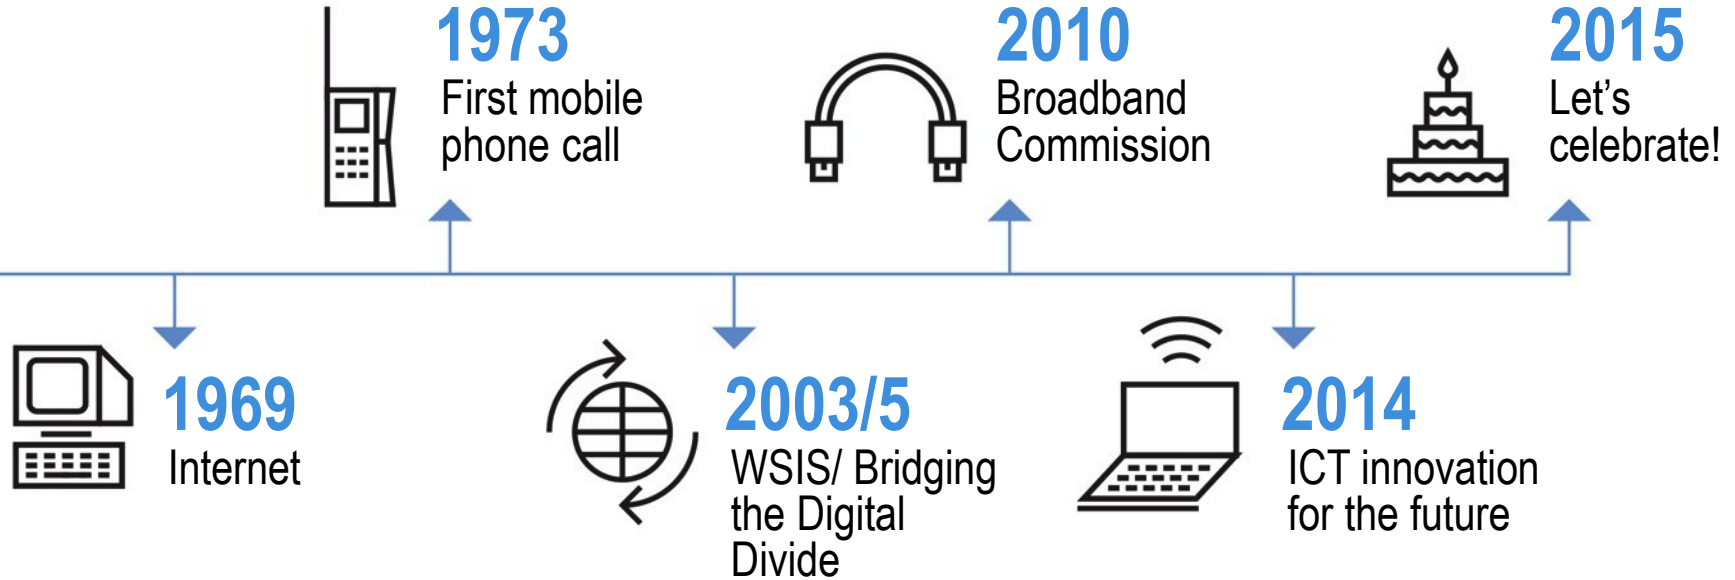 1973
First mobile
phone call
2010
Broadband
Commission
2015
Let’s
celebrate!
1969
Internet
2003/5
WSIS/ Bridging
the Digital
Divide
2014
ICT innovation
for the future